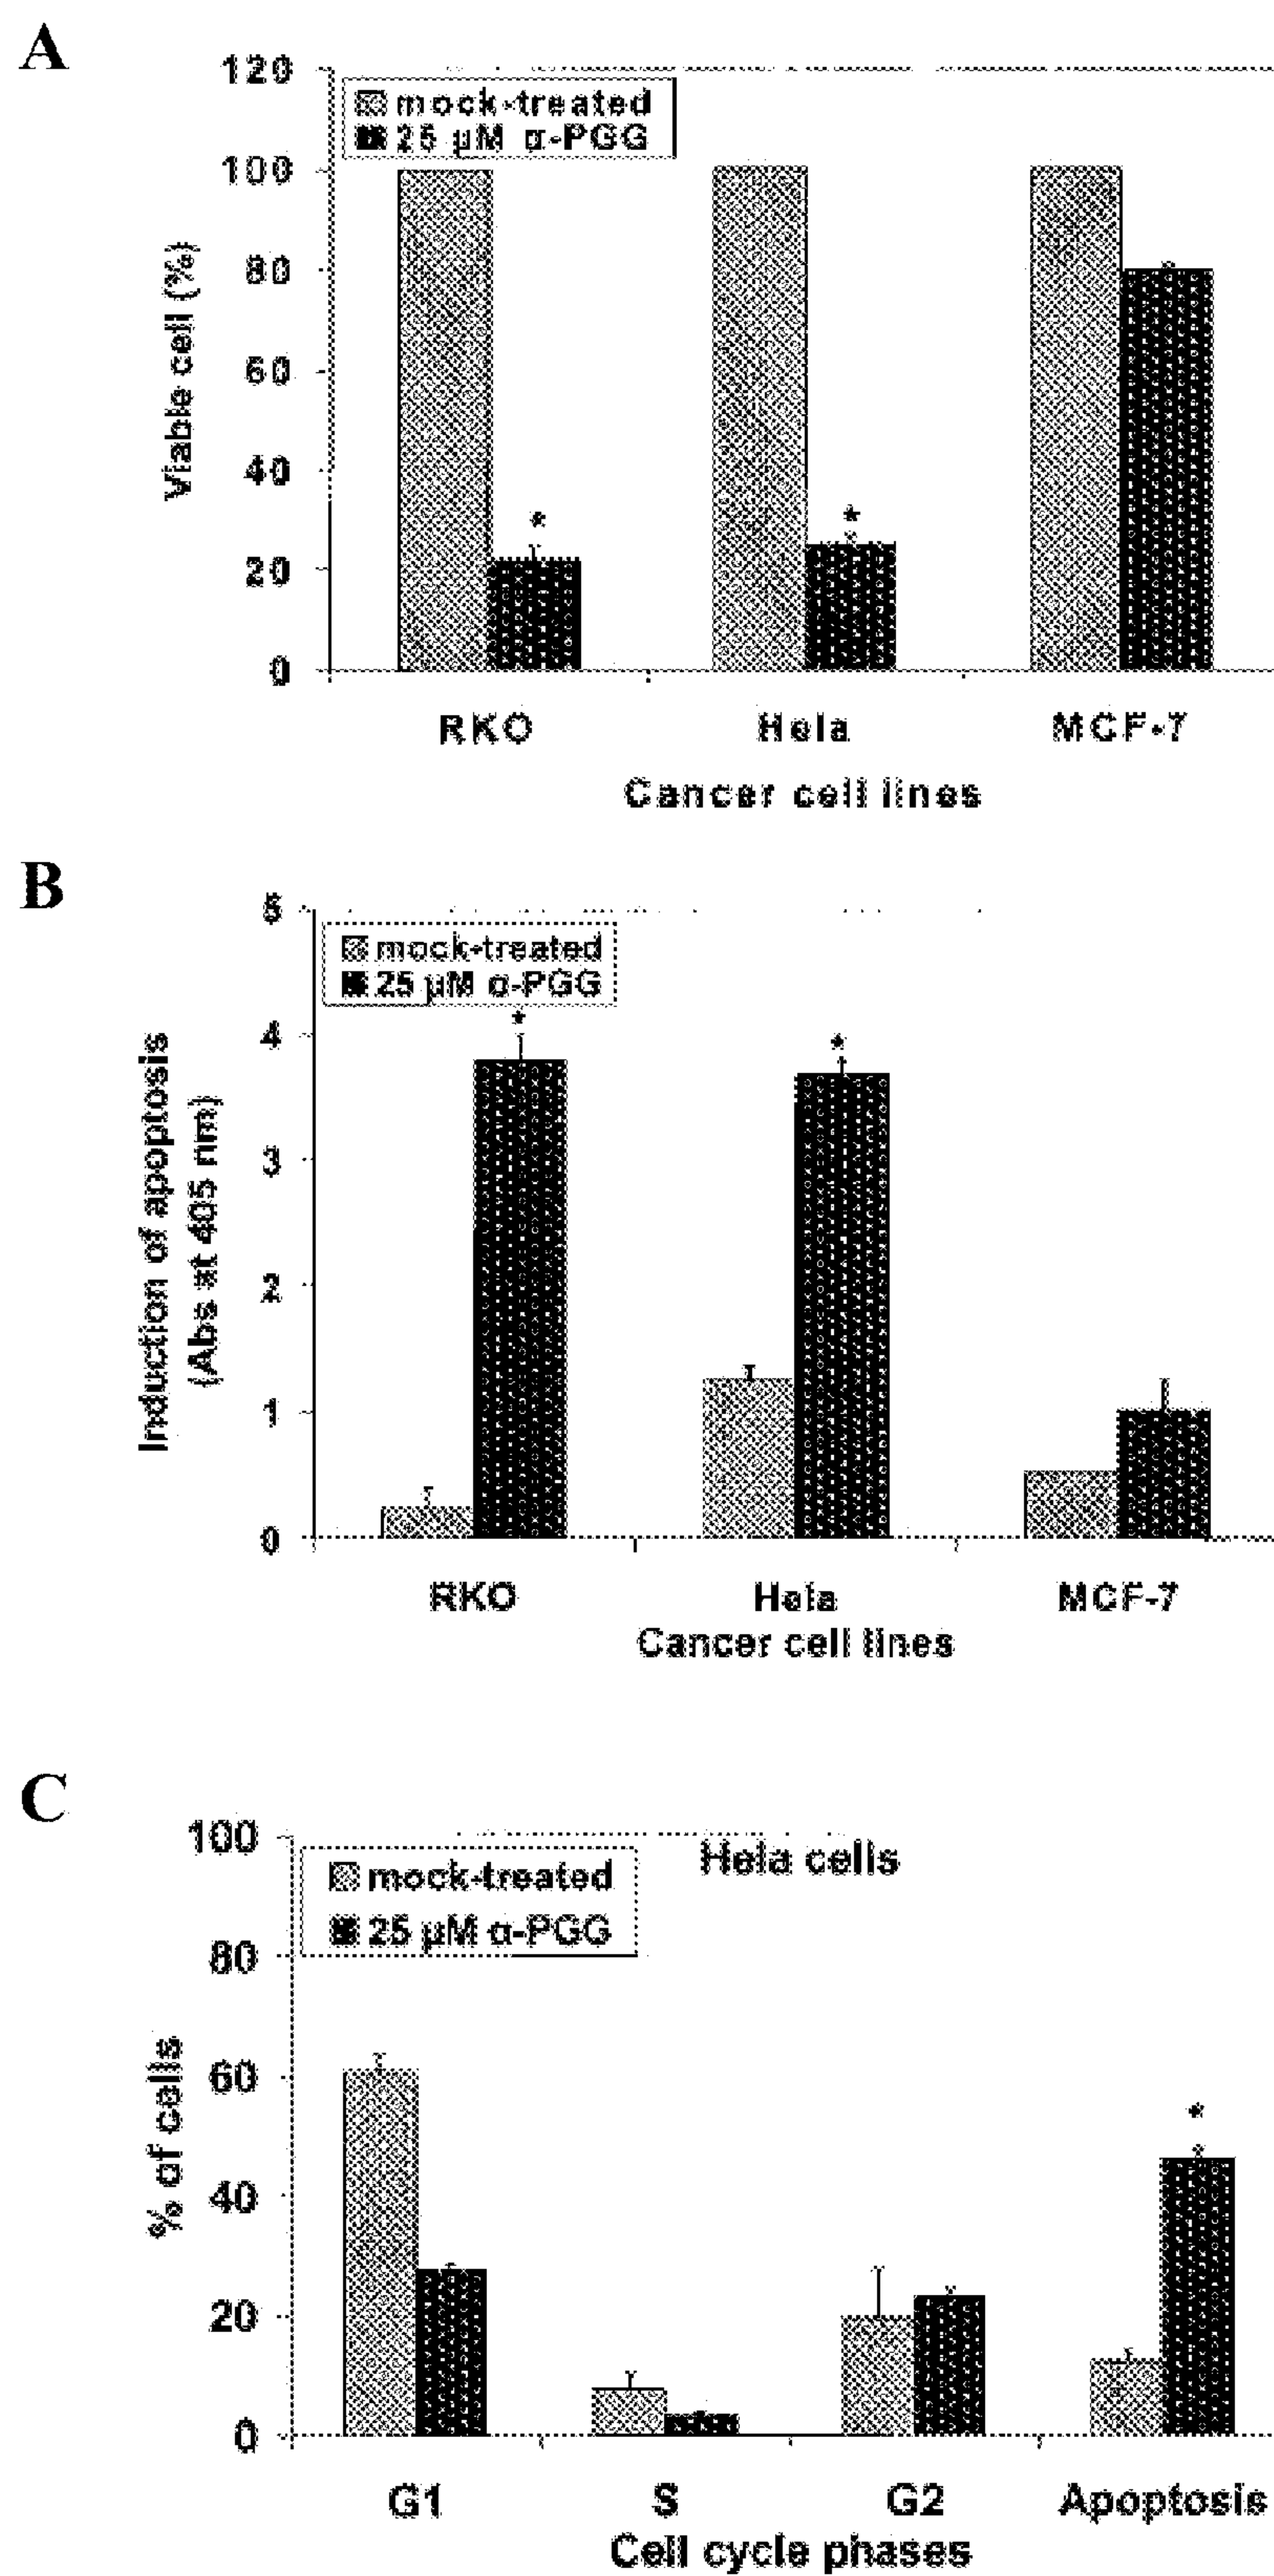 A
120
100
80
60
40
20
0
Viable cell (%)
mock-treated
25 µM α-PGG
*
*
RKO Hela MCF-7
Cancer cell lines
B
5
4
3
2
1
0
Induction of apoptosis
(Abs at 405 nm)
mock-treated
25 µM α-PGG
*
*
RKO Hela MCF-7
Cancer cell lines
C
100
80
60
40
20
0
% of cells
Hela cells
mock-treated
25 µM α-PGG
*
G1 S G2 Apoptosis
Cell cycle phases